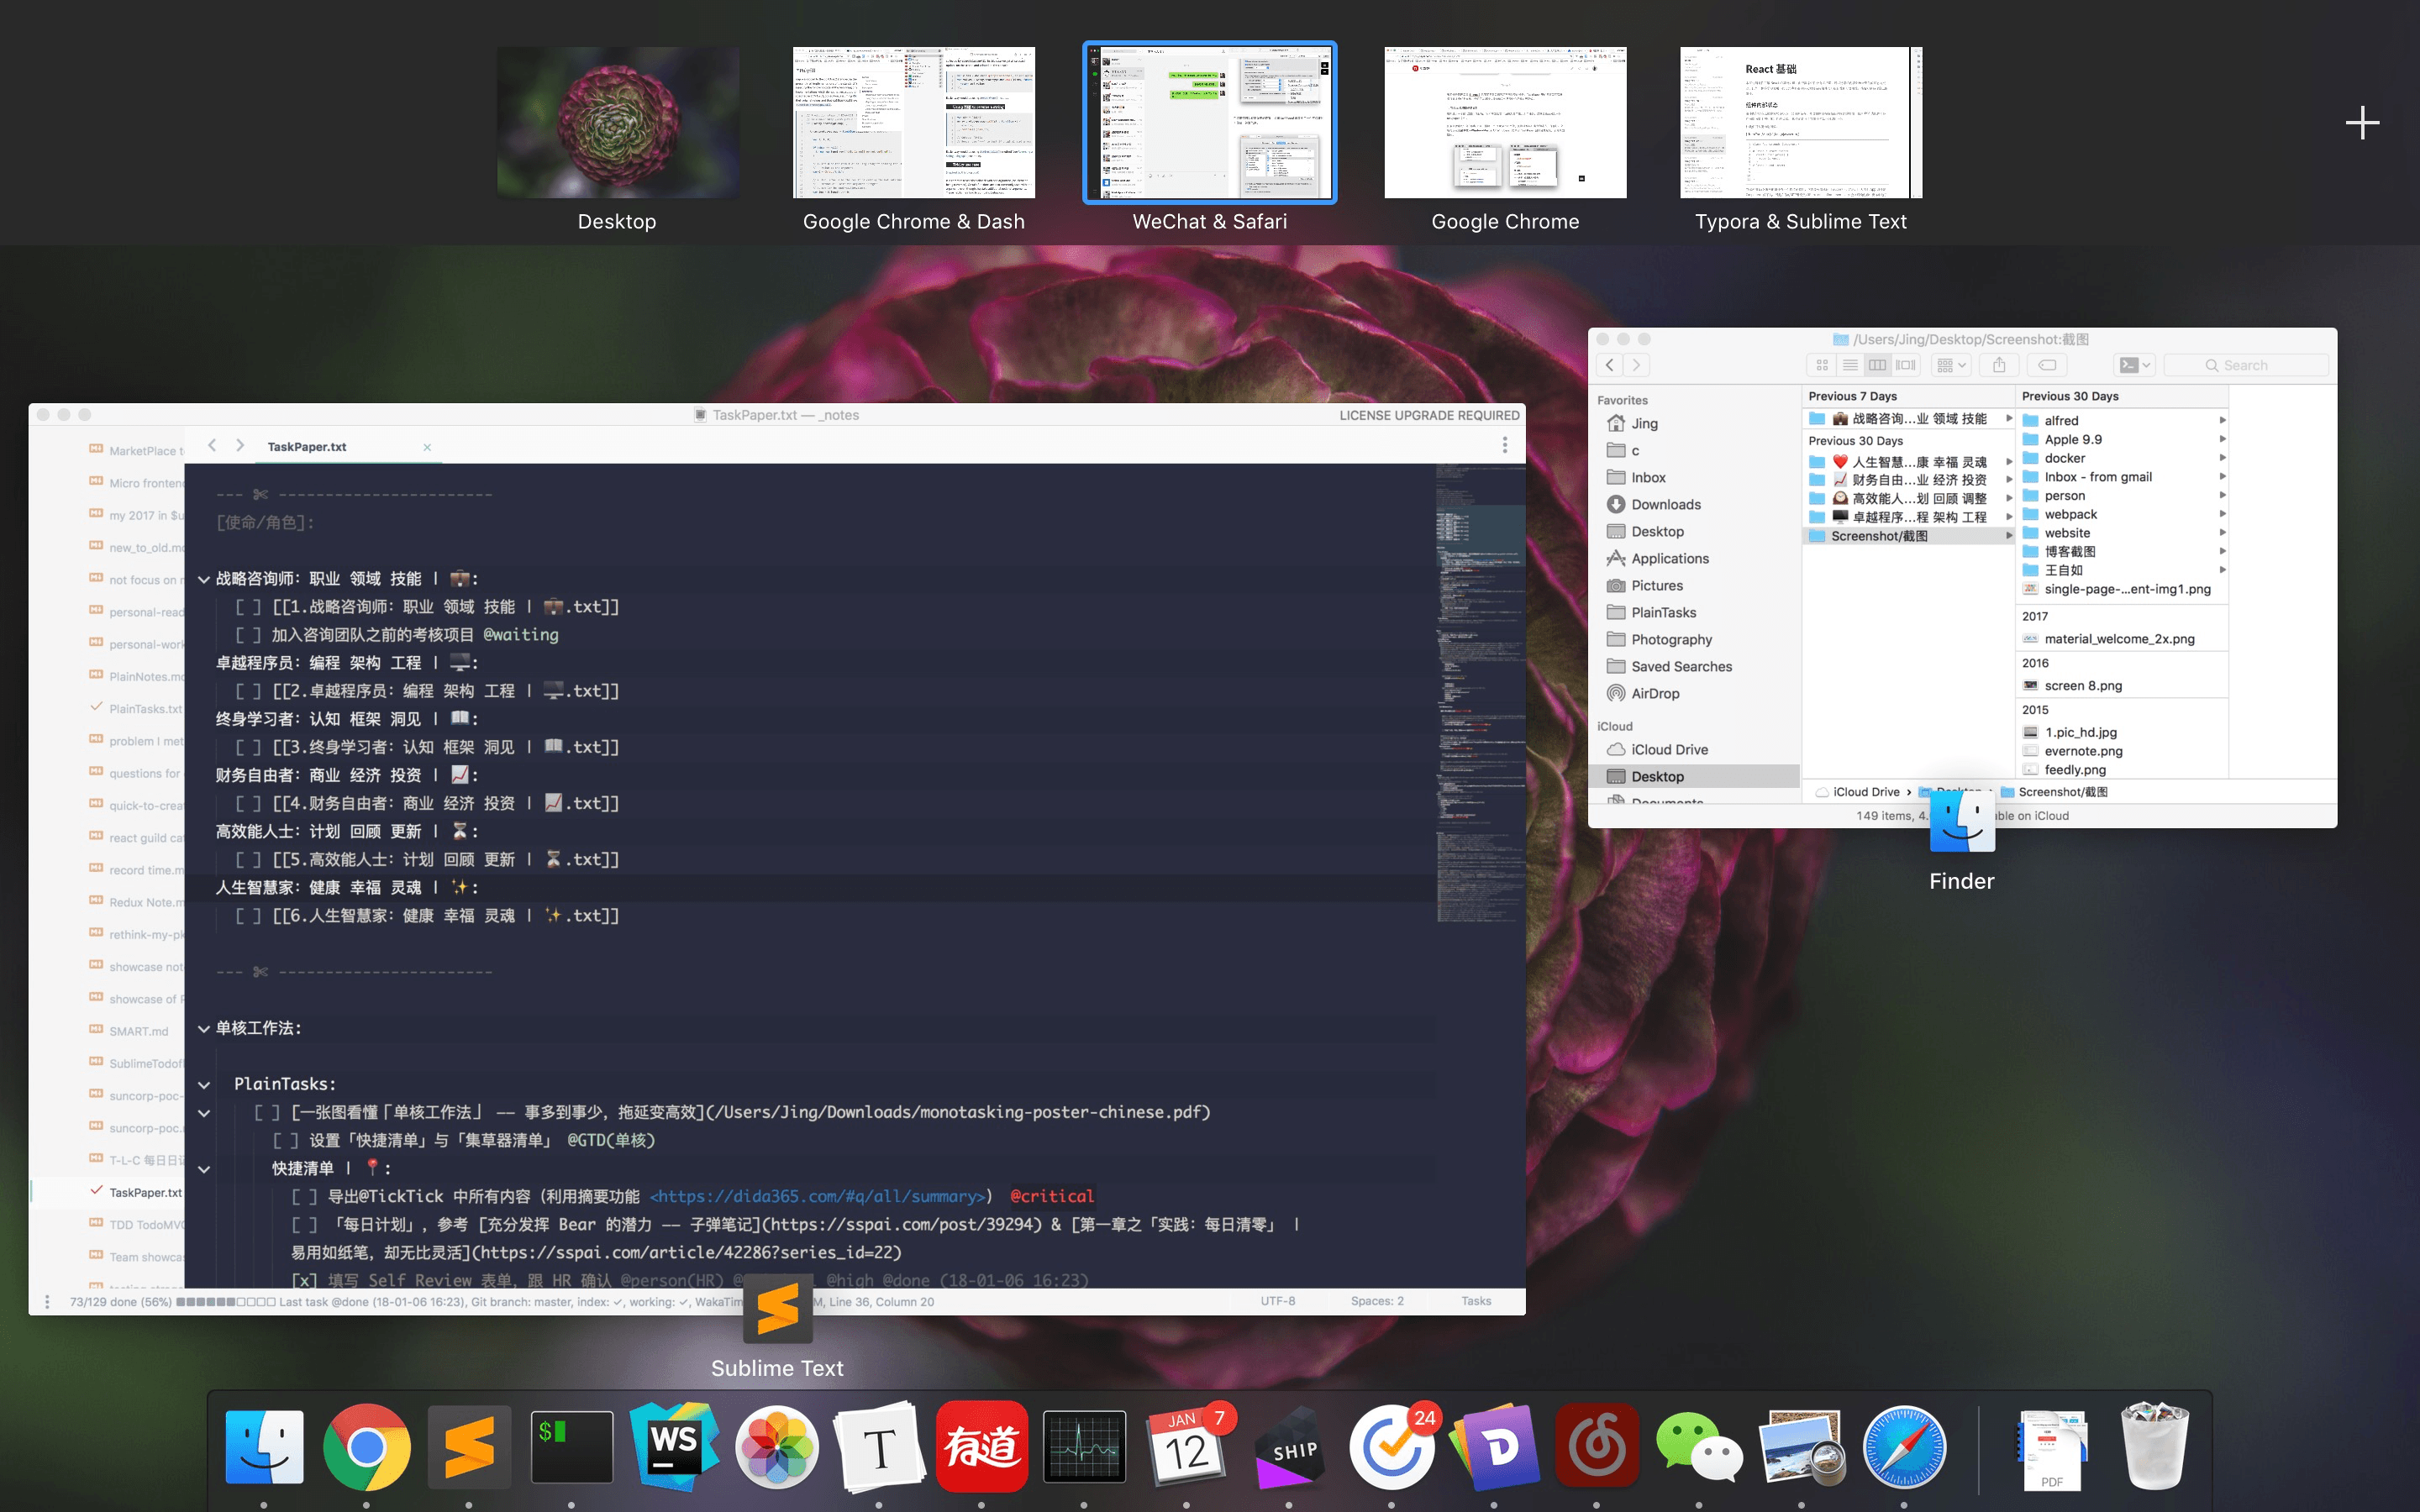 React 基础
组件内部状态
Desktop
Google Chrome & Dash
WeChat & Safari
Google Chrome
Typora & Sublime Text
TaskPaper.txt — _notes
LICENSE UPGRADE REQUIRED
TaskPaper.txt
MarketPlace t
Micro fronten
my 2017 in $u
new_to_old.m
not focus on
personal-read
personal-work
PlainNotes.md
PlainTasks.txt
problem I met
questions for
quick-to-crea
react guild ca
record time.m
Redux Note.m
rethink-my-pk
showcase not
showcase of
SMART.md
SublimeTodof
suncorp-poc-
suncorp-poc.
T-L-C 每日日记
TaskPaper.txt
TDD TodoMVC
Team showcas
[使命/角色]:
战略咨询师: 职业 领域 技能 | 💼:
[ ] [[1.战略咨询师: 职业 领域 技能 | 💼.txt]]
[ ] 加入咨询团队之前的考核项目 @waiting
卓越程序员: 编程 架构 工程 | 🖥️:
[ ] [[2.卓越程序员: 编程 架构 工程 | 🖥️.txt]]
终身学习者: 认知 框架 洞见 | 📖:
[ ] [[3.终身学习者: 认知 框架 洞见 | 📖.txt]]
财务自由者: 商业 经济 投资 | 📈:
[ ] [[4.财务自由者: 商业 经济 投资 | 📈.txt]]
高效能人士: 计划 回顾 更新 | ⏳:
[ ] [[5.高效能人士: 计划 回顾 更新 | ⏳.txt]]
人生智慧家: 健康 幸福 灵魂 | ✨:
[ ] [[6.人生智慧家: 健康 幸福 灵魂 | ✨.txt]]
单核工作法:
PlainTasks:
[ ] [一张图看懂「单核工作法」 —— 事多到事少, 拖延变高效](/Users/Jing/Downloads/monotasking-poster-chinese.pdf)
[ ] 设置「快捷清单」与「集草器清单」 @GTD(单核)
快捷清单 | 📍:
[ ] 导出@TickTick 中所有内容 (利用摘要功能 <https://dida365.com/#q/all/summary>) @critical
[ ] 「每日计划」, 参考 [充分发挥 Bear 的潜力 —— 子弹笔记](https://sspai.com/post/39294) & [第一章之「实践: 每日清零」 |
易用如纸笔, 却无比灵活](https://sspai.com/article/42286?series_id=22)
[x] 填写 Self Review 表单, 跟 HR 确认 @person(HR) @high @done (18-01-06 16:23)
73/129 done (56%) Last task @done (18-01-06 16:23), Git branch: master, index: ✓, working: ✓, WakaTim M, Line 36, Column 20
UTF-8
Spaces: 2
Tasks
Sublime Text
/Users/Jing/Desktop/Screenshot:截图
Search
Favorites
Jing
c
Inbox
Downloads
Desktop
Applications
Pictures
PlainTasks
Photography
Saved Searches
AirDrop
iCloud
iCloud Drive
Desktop
Documents
Previous 7 Days
💼 战略咨询...业 领域 技能
Previous 30 Days
❤️ 人生智慧...康 幸福 灵魂
📈 财务自由...业 经济 投资
🕰️ 高效能人...划 回顾 调整
🖥️ 卓越程序...程 架构 工程
Screenshot/截图
Previous 30 Days
alfred
Apple 9.9
docker
Inbox - from gmail
person
webpack
website
博客截图
王自如
single-page-...ent-img1.png
2017
material_welcome_2x.png
2016
screen 8.png
2015
1.pic_hd.jpg
evernote.png
feedly.png
iCloud Drive › Desktop › Screenshot/截图
149 items, 4. ble on iCloud
Finder
$
WS
T
有道
JAN
7
12
SHIP
24
D
PDF